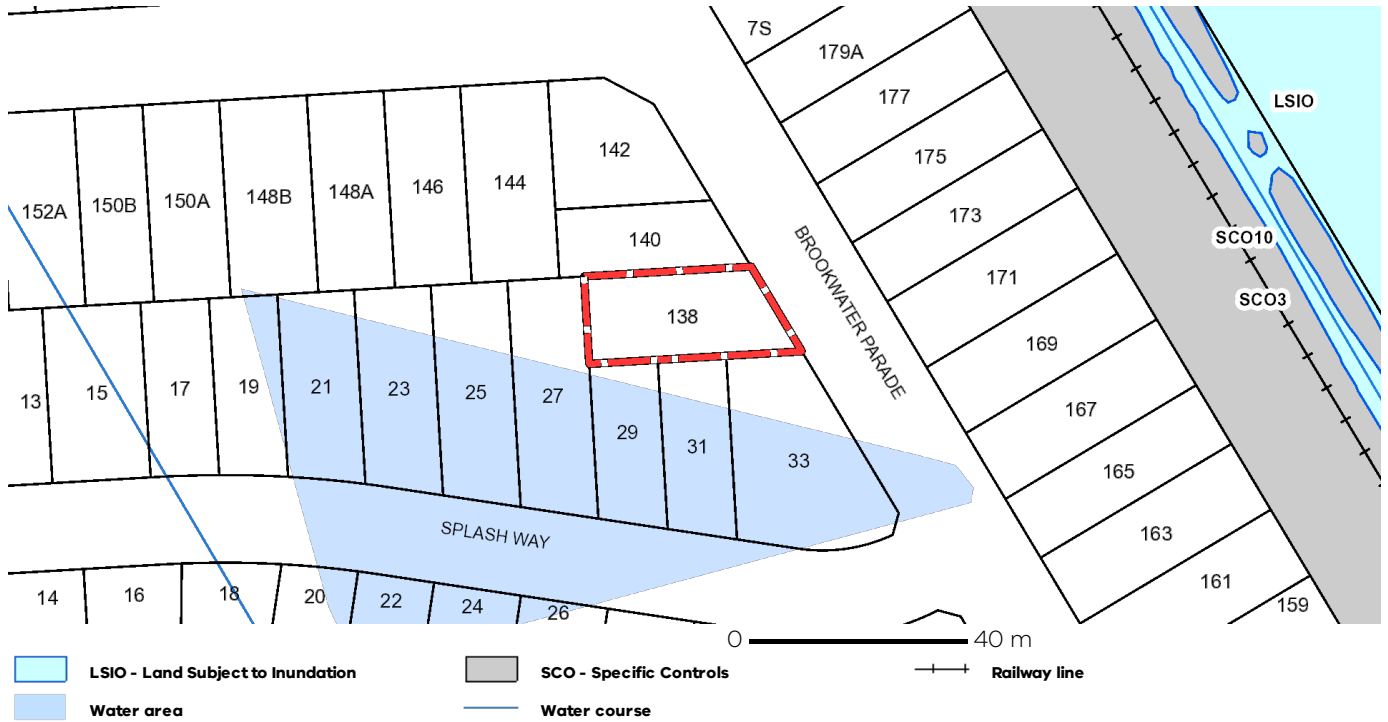 7S
179A
177
LSIO
142
175
144
146
148A
148B
150A
150B
152A
173
140
SCO10
171
BROOKWATER PARADE
SCO3
138
169
13
15
17
19
21
23
25
27
167
29
31
33
165
SPLASH WAY
163
161
14
16
18
20
22
24
26
159
0 40 m
LSIO - Land Subject to Inundation
SCO - Specific Controls
Railway line
Water area
Water course